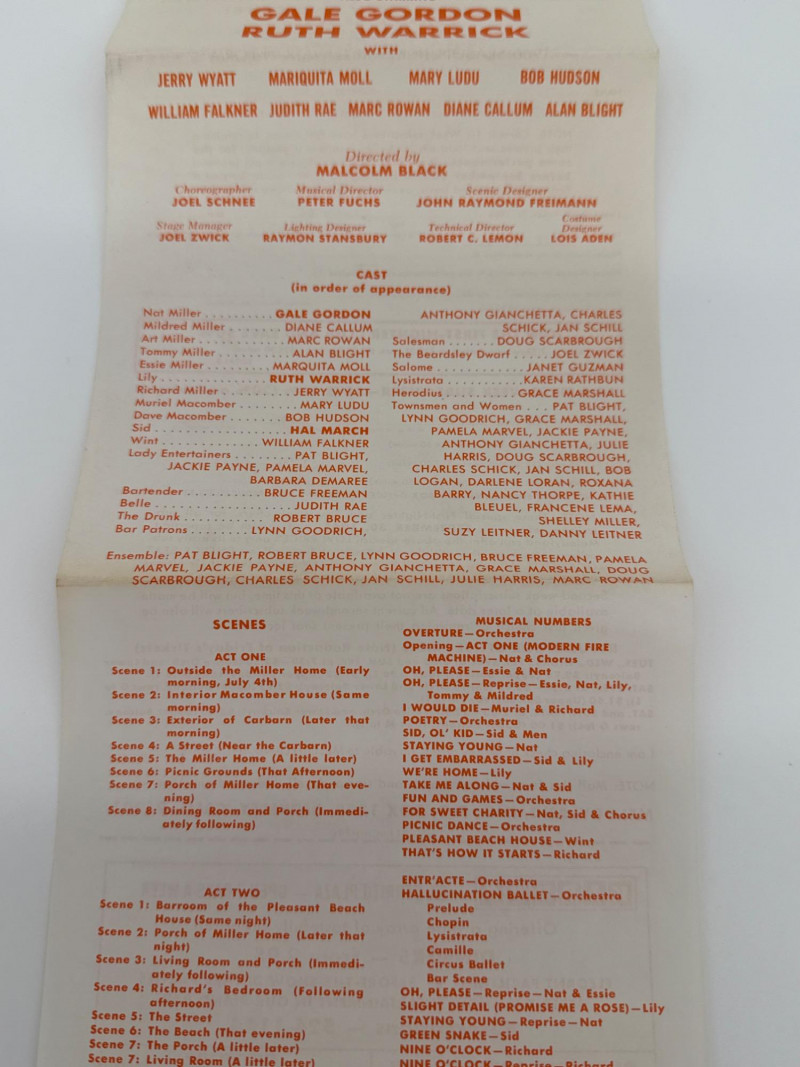 GALE GORDON
RUTH WARRICK
WITH
JERRY WYATT MARIQUITA MOLL MARY LUDU BOB HUDSON
WILLIAM FALKNER JUDITH RAE MARC ROWAN DIANE CALLUM ALAN BLIGHT
Directed by
MALCOLM BLACK
Choreographer Musical Director Scenic Designer
JOEL SCHNEE PETER FUCHS JOHN RAYMOND FREIMANN
Stage Manager Lighting Designer Technical Director Costume Designer
JOEL ZWICK RAYMON STANSBURY ROBERT C. LEMON LOIS ADEN
CAST
(in order of appearance)
Nat Miller . . . . . . . . . . GALE GORDON
Mildred Miller . . . . . . . DIANE CALLUM
Art Miller . . . . . . . . . . . . MARC ROWAN
Tommy Miller . . . . . . . . . . ALAN BLIGHT
Essie Miller . . . . . . . . . MARQUITA MOLL
Lily . . . . . . . . . . . . . . . RUTH WARRICK
Richard Miller . . . . . . . . . JERRY WYATT
Muriel Macomber . . . . . . . . MARY LUDU
Dave Macomber . . . . . . . BOB HUDSON
Sid . . . . . . . . . . . . . . . . . . HAL MARCH
Wint . . . . . . . . . . . . WILLIAM FALKNER
Lady Entertainers . . . . . . . . PAT BLIGHT,
JACKIE PAYNE, PAMELA MARVEL,
BARBARA DEMAREE
Bartender . . . . . . . . . BRUCE FREEMAN
Belle . . . . . . . . . . . . . . . . . JUDITH RAE
The Drunk . . . . . . . . . . ROBERT BRUCE
Bar Patrons . . . . . . . . LYNN GOODRICH,
ANTHONY GIANCHETTA, CHARLES
SCHICK, JAN SCHILL
Salesman . . . . . . . DOUG SCARBROUGH
The Beardsley Dwarf . . . . . JOEL ZWICK
Salome . . . . . . . . . . . . JANET GUZMAN
Lysistrata . . . . . . . . . . KAREN RATHBUN
Herodius . . . . . . . . . GRACE MARSHALL
Townsmen and Women . . . PAT BLIGHT,
LYNN GOODRICH, GRACE MARSHALL,
PAMELA MARVEL, JACKIE PAYNE,
ANTHONY GIANCHETTA, JULIE
HARRIS, DOUG SCARBROUGH,
CHARLES SCHICK, JAN SCHILL, BOB
LOGAN, DARLENE LORAN, ROXANA
BARRY, NANCY THORPE, KATHIE
BLEUEL, FRANCENE LEMA,
SHELLEY MILLER,
SUZY LEITNER, DANNY LEITNER
Ensemble: PAT BLIGHT, ROBERT BRUCE, LYNN GOODRICH, BRUCE FREEMAN, PAMELA
MARVEL, JACKIE PAYNE, ANTHONY GIANCHETTA, GRACE MARSHALL, DOUG
SCARBROUGH, CHARLES SCHICK, JAN SCHILL, JULIE HARRIS, MARC ROWAN
SCENES
ACT ONE
Scene 1: Outside the Miller Home (Early
morning, July 4th)
Scene 2: Interior Macomber House (Same
morning)
Scene 3: Exterior of Carbarn (Later that
morning)
Scene 4: A Street (Near the Carbarn)
Scene 5: The Miller Home (A little later)
Scene 6: Picnic Grounds (That Afternoon)
Scene 7: Porch of Miller Home (That eve-
ning)
Scene 8: Dining Room and Porch (Immedi-
ately following)
ACT TWO
Scene 1: Barroom of the Pleasant Beach
House (Same night)
Scene 2: Porch of Miller Home (Later that
night)
Scene 3: Living Room and Porch (Immedi-
ately following)
Scene 4: Richard's Bedroom (Following
afternoon)
Scene 5: The Street
Scene 6: The Beach (That evening)
Scene 7: The Porch (A little later)
Scene 7: Living Room (A little later)
MUSICAL NUMBERS
OVERTURE—Orchestra
Opening—ACT ONE (MODERN FIRE
MACHINE)—Nat & Chorus
OH, PLEASE—Essie & Nat
OH, PLEASE—Reprise—Essie, Nat, Lily,
Tommy & Mildred
I WOULD DIE—Muriel & Richard
POETRY—Orchestra
SID, OL' KID—Sid & Men
STAYING YOUNG—Nat
I GET EMBARRASSED—Sid & Lily
WE'RE HOME—Lily
TAKE ME ALONG—Nat & Sid
FUN AND GAMES—Orchestra
FOR SWEET CHARITY—Nat, Sid & Chorus
PICNIC DANCE—Orchestra
PLEASANT BEACH HOUSE—Wint
THAT'S HOW IT STARTS—Richard
ENTR'ACTE—Orchestra
HALLUCINATION BALLET—Orchestra
Prelude
Chopin
Lysistrata
Camille
Circus Ballet
Bar Scene
OH, PLEASE—Reprise—Nat & Essie
SLIGHT DETAIL (PROMISE ME A ROSE)—Lily
STAYING YOUNG—Reprise—Nat
GREEN SNAKE—Sid
NINE O'CLOCK—Richard
NINE O'CLOCK—Reprise—Richard